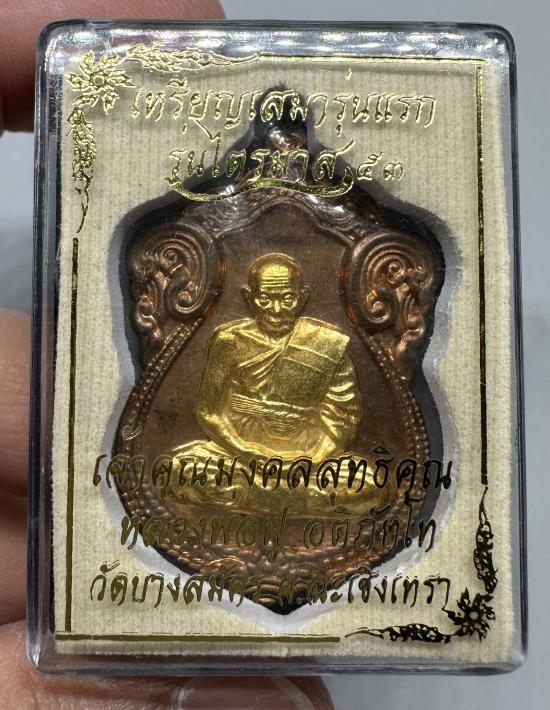 เหรียญเสมารุ่นแรก
รุ่นไตรมาส ๕๓
เจ้าคุณมงคลสุทธิคุณ
หลวงพ่อฟู อติภัทโท
วัดบางสมัคร จ.ฉะเชิงเทรา